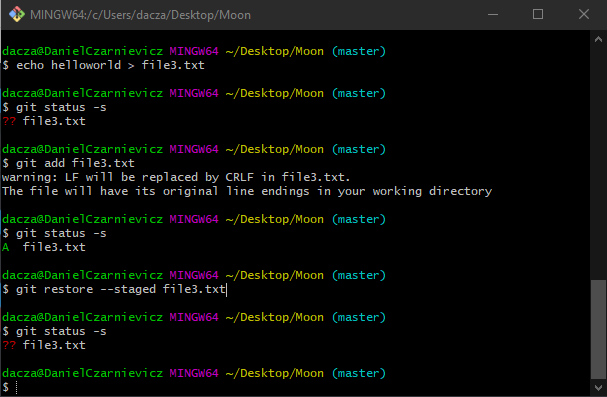 MINGW64:/c/Users/dacza/Desktop/Moon
dacza@DanielCzarnievicz MINGW64 ~/Desktop/Moon (master)
$ echo helloworld > file3.txt
dacza@DanielCzarnievicz MINGW64 ~/Desktop/Moon (master)
$ git status -s
?? file3.txt
dacza@DanielCzarnievicz MINGW64 ~/Desktop/Moon (master)
$ git add file3.txt
warning: LF will be replaced by CRLF in file3.txt.
The file will have its original line endings in your working directory
dacza@DanielCzarnievicz MINGW64 ~/Desktop/Moon (master)
$ git status -s
A  file3.txt
dacza@DanielCzarnievicz MINGW64 ~/Desktop/Moon (master)
$ git restore --staged file3.txt
dacza@DanielCzarnievicz MINGW64 ~/Desktop/Moon (master)
$ git status -s
?? file3.txt
dacza@DanielCzarnievicz MINGW64 ~/Desktop/Moon (master)
$